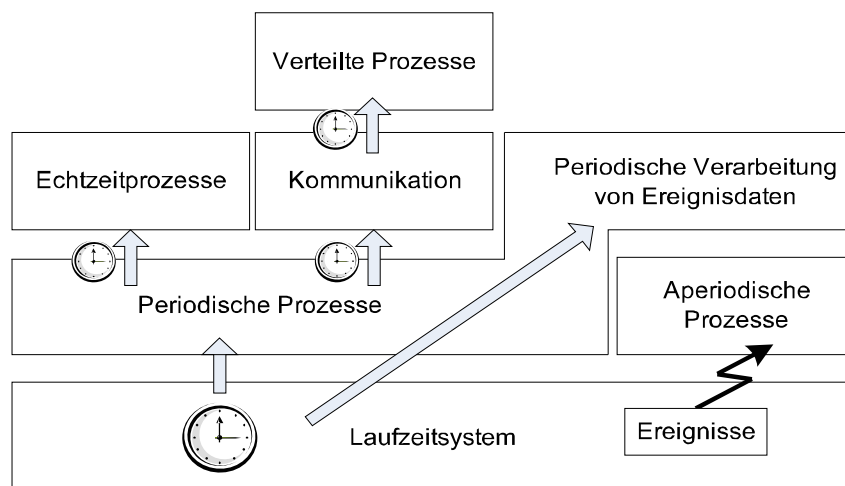 Verteilte Prozesse
Echtzeitprozesse
Kommunikation
Periodische Verarbeitung
von Ereignisdaten
Periodische Prozesse
Aperiodische
Prozesse
Laufzeitsystem
Ereignisse